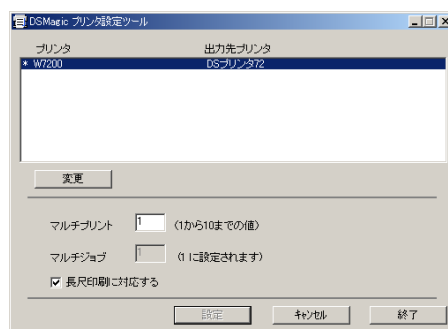 DSMagic プリンタ設定ツール
プリンタ 出力先プリンタ
* W7200 DSプリンタ72
変更
マルチプリント 1 (1から10までの値)
マルチジョブ 1 (1に設定されます)
長尺印刷に対応する
設定 キャンセル 終了